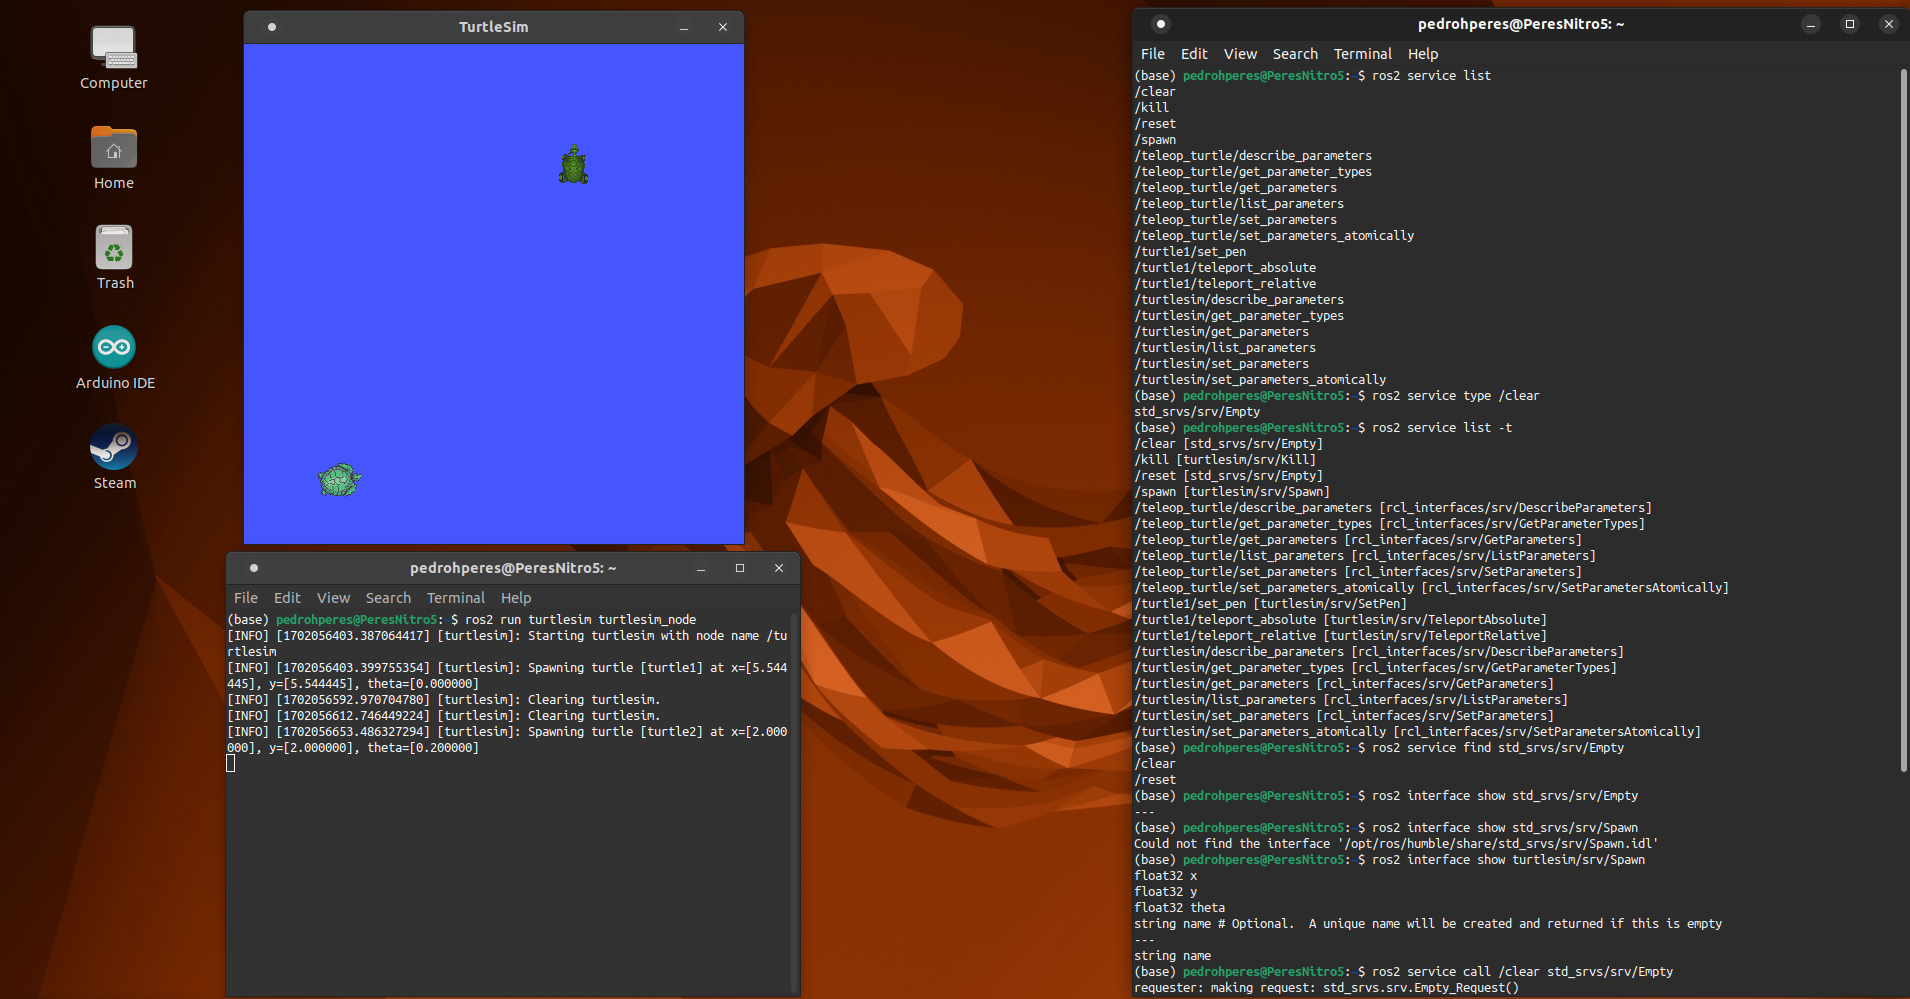 Computer
Home
Trash
Arduino IDE
Steam
TurtleSim
pedrohperes@PeresNitro5: ~
File Edit View Search Terminal Help
(base) pedrohperes@PeresNitro5:~$ ros2 run turtlesim turtlesim_node
[INFO] [1702056403.387064417] [turtlesim]: Starting turtlesim with node name /tu
rtlesim
[INFO] [1702056403.399755354] [turtlesim]: Spawning turtle [turtle1] at x=[5.544
445], y=[5.544445], theta=[0.000000]
[INFO] [1702056592.970704780] [turtlesim]: Clearing turtlesim.
[INFO] [1702056612.746449224] [turtlesim]: Clearing turtlesim.
[INFO] [1702056653.486327294] [turtlesim]: Spawning turtle [turtle2] at x=[2.000
000], y=[2.000000], theta=[0.200000]
pedrohperes@PeresNitro5: ~
File Edit View Search Terminal Help
(base) pedrohperes@PeresNitro5:~$ ros2 service list
/clear
/kill
/reset
/spawn
/teleop_turtle/describe_parameters
/teleop_turtle/get_parameter_types
/teleop_turtle/get_parameters
/teleop_turtle/list_parameters
/teleop_turtle/set_parameters
/teleop_turtle/set_parameters_atomically
/turtle1/set_pen
/turtle1/teleport_absolute
/turtle1/teleport_relative
/turtlesim/describe_parameters
/turtlesim/get_parameter_types
/turtlesim/get_parameters
/turtlesim/list_parameters
/turtlesim/set_parameters
/turtlesim/set_parameters_atomically
(base) pedrohperes@PeresNitro5:~$ ros2 service type /clear
std_srvs/srv/Empty
(base) pedrohperes@PeresNitro5:~$ ros2 service list -t
/clear [std_srvs/srv/Empty]
/kill [turtlesim/srv/Kill]
/reset [std_srvs/srv/Empty]
/spawn [turtlesim/srv/Spawn]
/teleop_turtle/describe_parameters [rcl_interfaces/srv/DescribeParameters]
/teleop_turtle/get_parameter_types [rcl_interfaces/srv/GetParameterTypes]
/teleop_turtle/get_parameters [rcl_interfaces/srv/GetParameters]
/teleop_turtle/list_parameters [rcl_interfaces/srv/ListParameters]
/teleop_turtle/set_parameters [rcl_interfaces/srv/SetParameters]
/teleop_turtle/set_parameters_atomically [rcl_interfaces/srv/SetParametersAtomically]
/turtle1/set_pen [turtlesim/srv/SetPen]
/turtle1/teleport_absolute [turtlesim/srv/TeleportAbsolute]
/turtle1/teleport_relative [turtlesim/srv/TeleportRelative]
/turtlesim/describe_parameters [rcl_interfaces/srv/DescribeParameters]
/turtlesim/get_parameter_types [rcl_interfaces/srv/GetParameterTypes]
/turtlesim/get_parameters [rcl_interfaces/srv/GetParameters]
/turtlesim/list_parameters [rcl_interfaces/srv/ListParameters]
/turtlesim/set_parameters [rcl_interfaces/srv/SetParameters]
/turtlesim/set_parameters_atomically [rcl_interfaces/srv/SetParametersAtomically]
(base) pedrohperes@PeresNitro5:~$ ros2 service find std_srvs/srv/Empty
/clear
/reset
(base) pedrohperes@PeresNitro5:~$ ros2 interface show std_srvs/srv/Empty
---
(base) pedrohperes@PeresNitro5:~$ ros2 interface show std_srvs/srv/Spawn
Could not find the interface '/opt/ros/humble/share/std_srvs/srv/Spawn.idl'
(base) pedrohperes@PeresNitro5:~$ ros2 interface show turtlesim/srv/Spawn
float32 x
float32 y
float32 theta
string name # Optional.  A unique name will be created and returned if this is empty
---
string name
(base) pedrohperes@PeresNitro5:~$ ros2 service call /clear std_srvs/srv/Empty
requester: making request: std_srvs.srv.Empty_Request()